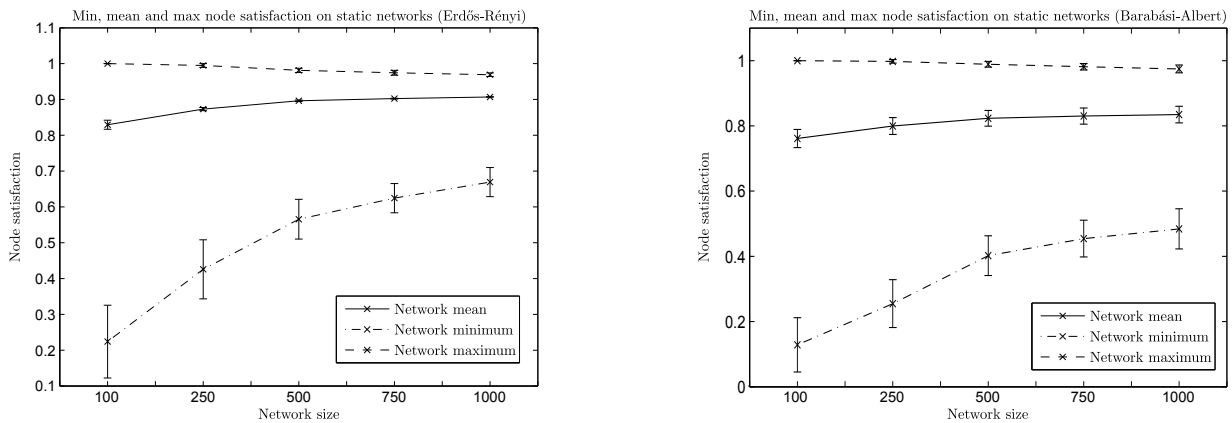 Min, mean and max node satisfaction on static networks (Erdős-Rényi)
1.1
1
0.9
0.8
0.7
0.6
0.5
0.4
0.3
0.2
0.1
Node satisfaction
100 250 500 750 1000
Network size
Network mean
Network minimum
Network maximum
Min, mean and max node satisfaction on static networks (Barabási-Albert)
1
0.8
0.6
0.4
0.2
0
Node satisfaction
100 250 500 750 1000
Network size
Network mean
Network minimum
Network maximum